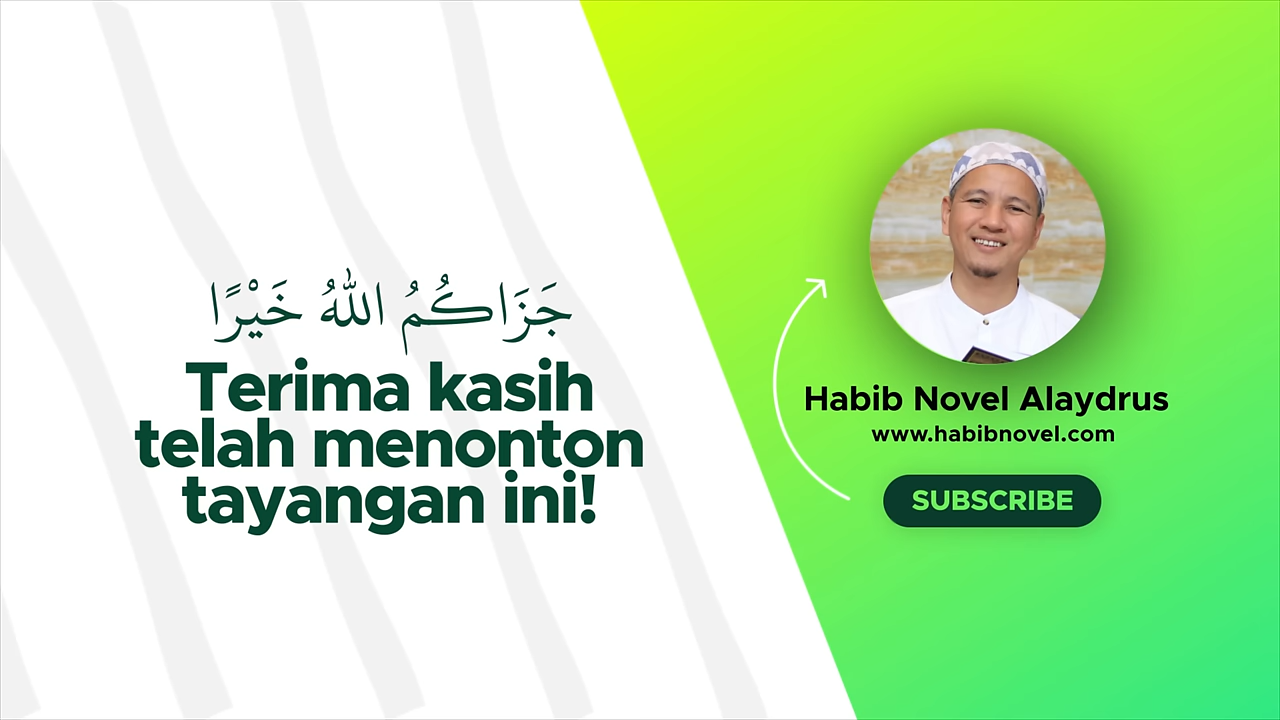 جَزَاكُمُ اللهُ خَيْرًا
Terima kasih
telah menonton
tayangan ini!
Habib Novel Alaydrus
www.habibnovel.com
SUBSCRIBE